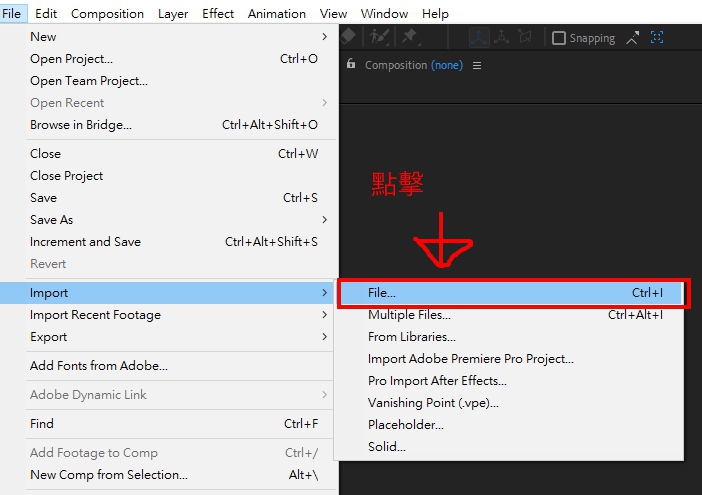 File Edit Composition Layer Effect Animation View Window Help
New >
Snapping
Open Project... Ctrl+O
Composition (none)
Open Team Project...
Open Recent >
Browse in Bridge... Ctrl+Alt+Shift+O
Close Ctrl+W
Close Project
點擊
Save Ctrl+S
Save As >
Increment and Save Ctrl+Alt+Shift+S
Revert
Import >
File... Ctrl+I
Import Recent Footage >
Multiple Files... Ctrl+Alt+I
Export >
From Libraries...
Import Adobe Premiere Pro Project...
Add Fonts from Adobe...
Pro Import After Effects...
Adobe Dynamic Link >
Vanishing Point (.vpe)...
Find Ctrl+F
Placeholder...
Solid...
Add Footage to Comp Ctrl+/
New Comp from Selection... Alt+\